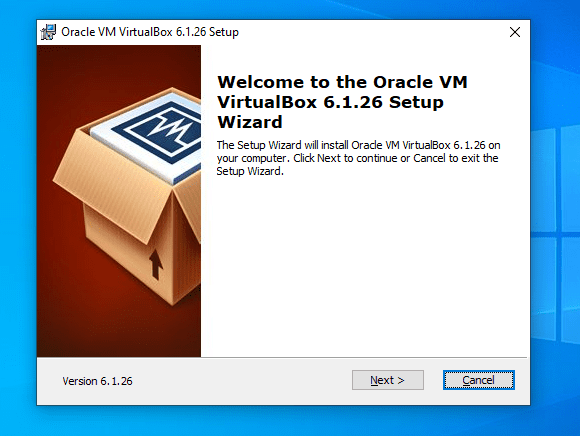 Oracle VM VirtualBox 6.1.26 Setup
Welcome to the Oracle VM
VirtualBox 6.1.26 Setup
Wizard
The Setup Wizard will install Oracle VM VirtualBox 6.1.26 on
your computer. Click Next to continue or Cancel to exit the
Setup Wizard.
Version 6.1.26
Next >
Cancel